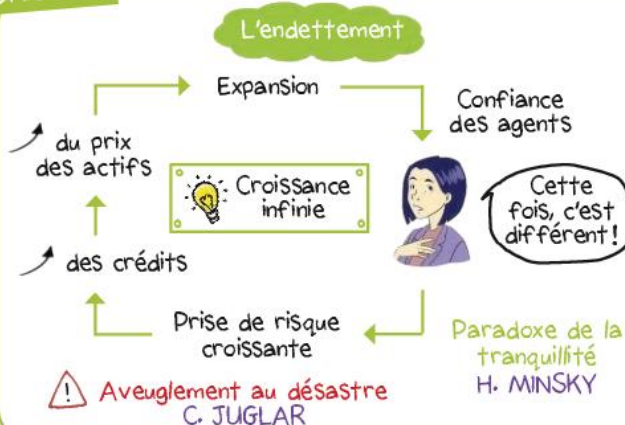 L'endettement
Expansion
Confiance
des agents
du prix
des actifs
Croissance
infinie
Cette
fois, c'est
différent !
des crédits
Prise de risque
croissante
Paradoxe de la
tranquillité
H. MINSKY
! Aveuglement au désastre
C. JUGLAR